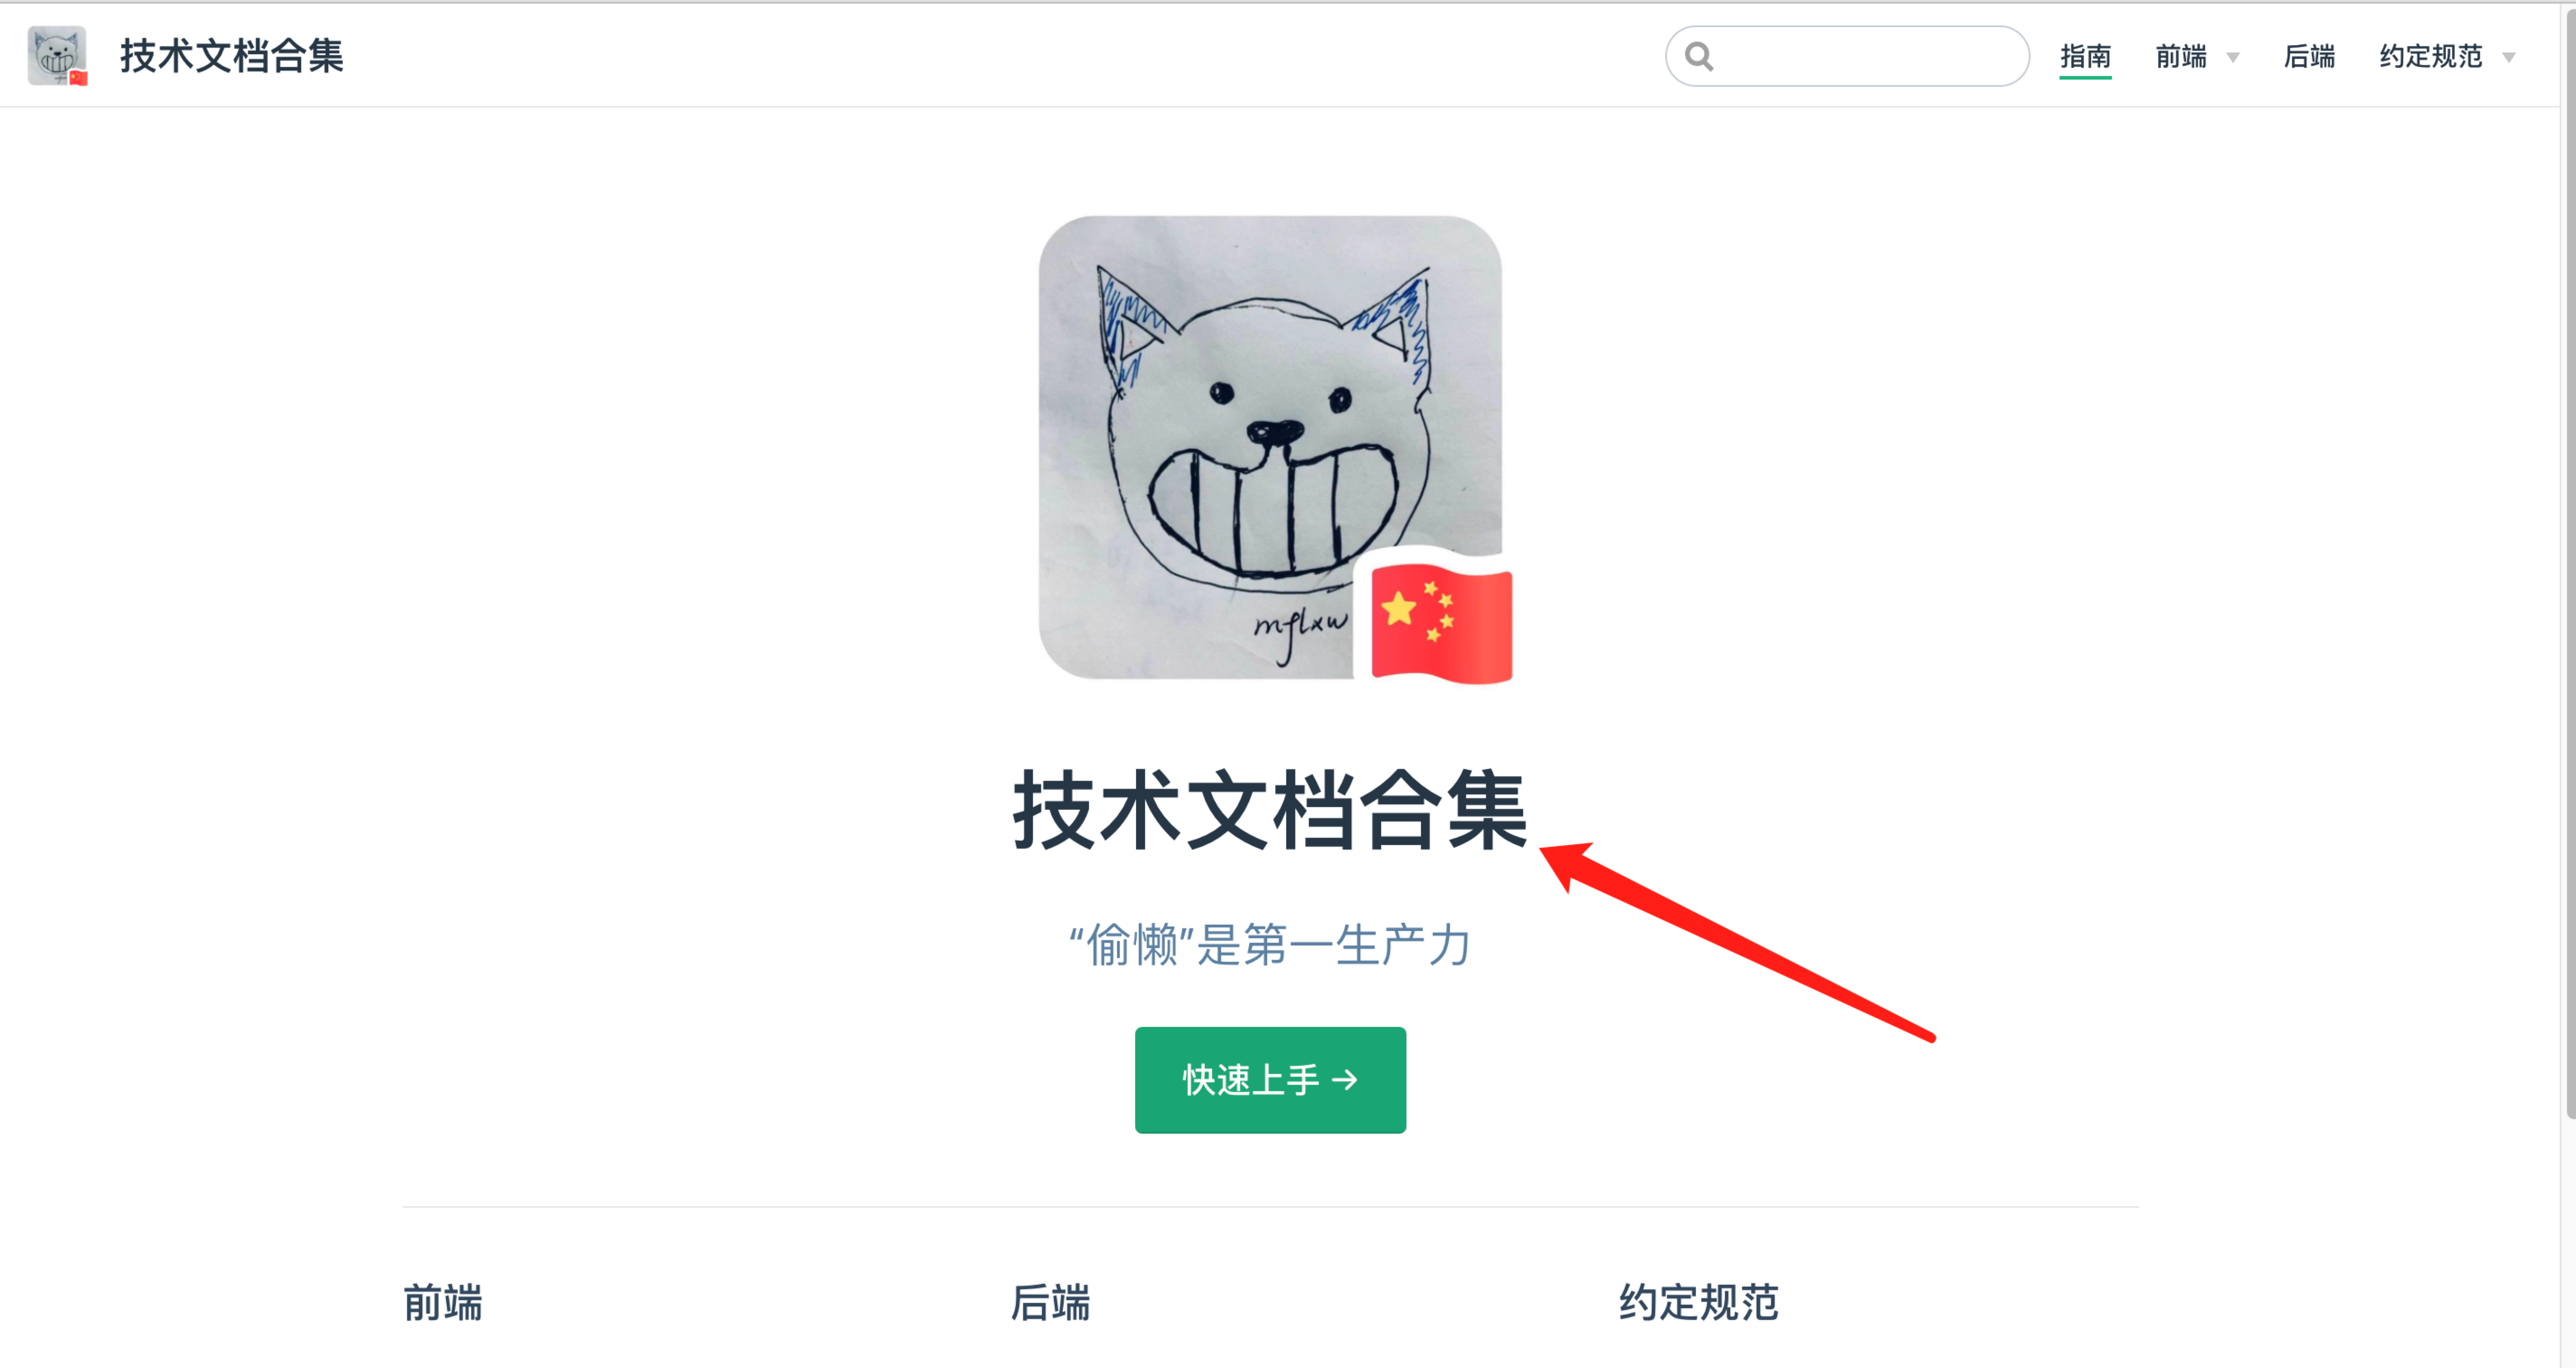 技术文档合集
指南 前端 后端 约定规范
mflxw
技术文档合集
“偷懒”是第一生产力
快速上手 →
前端 后端 约定规范